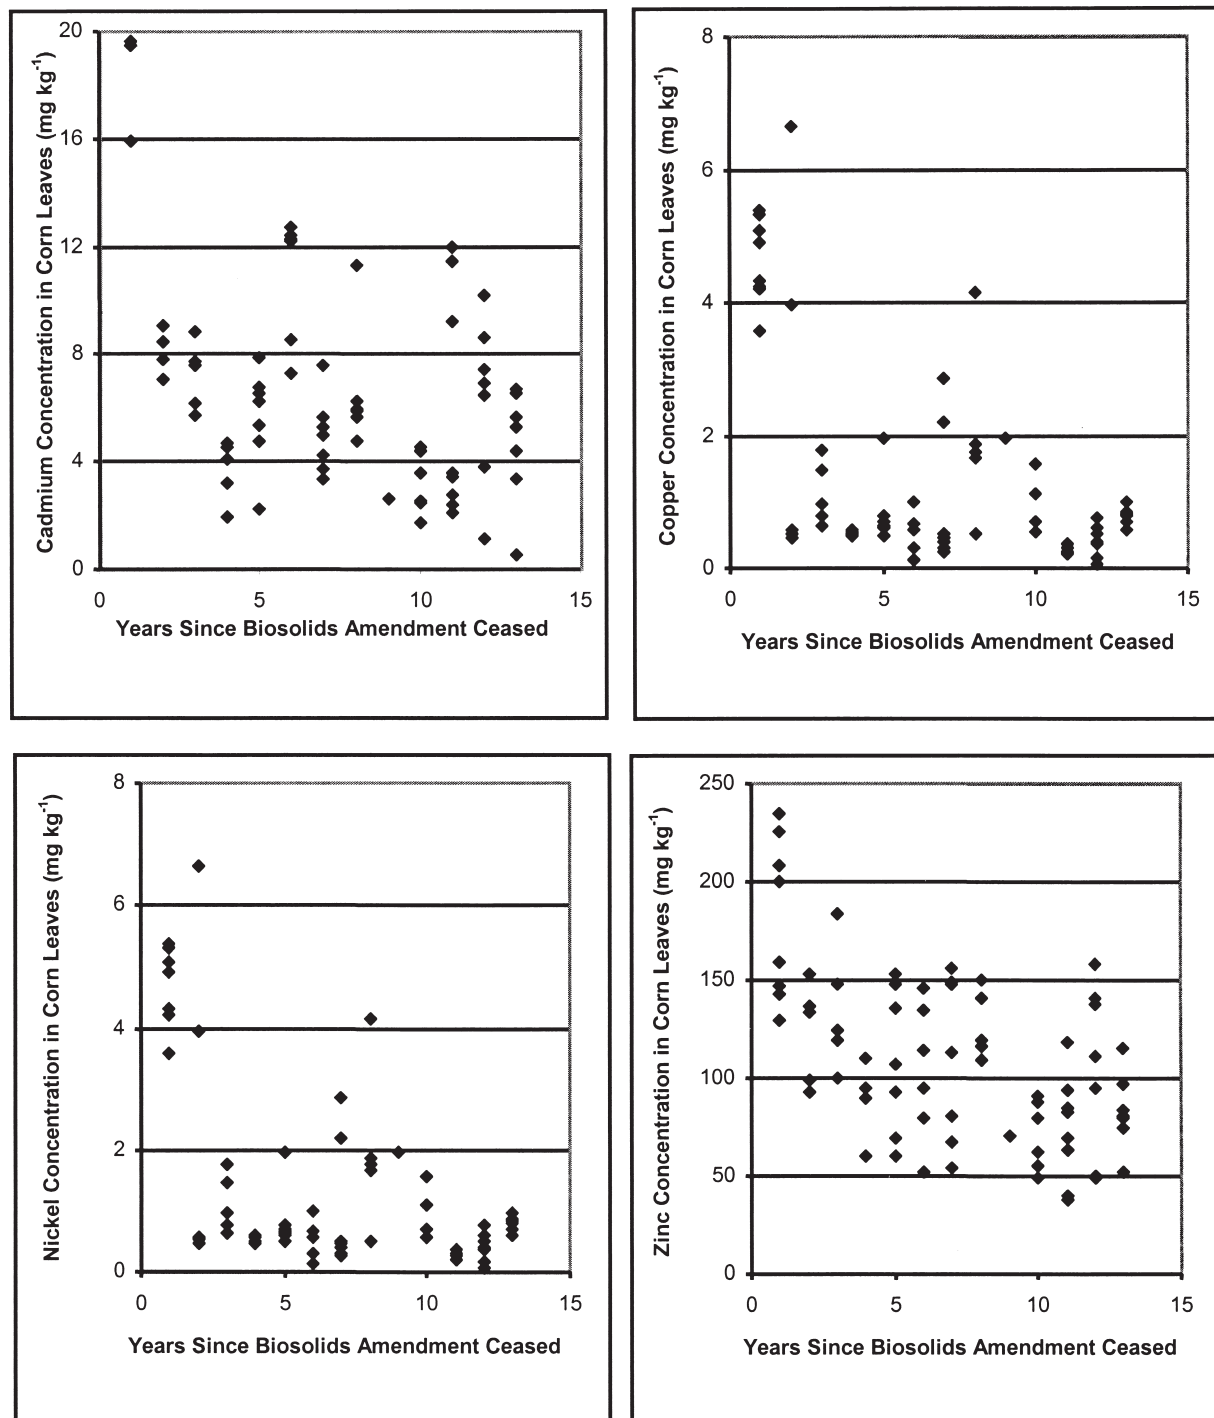 Cadmium Concentration in Corn Leaves (mg kg-1)
20
16
12
8
4
0
0 5 10 15
Years Since Biosolids Amendment Ceased
Copper Concentration in Corn Leaves (mg kg-1)
8
6
4
2
0
0 5 10 15
Years Since Biosolids Amendment Ceased
Nickel Concentration in Corn Leaves (mg kg-1)
8
6
4
2
0
0 5 10 15
Years Since Biosolids Amendment Ceased
Zinc Concentration in Corn Leaves (mg kg-1)
250
200
150
100
50
0
0 5 10 15
Years Since Biosolids Amendment Ceased